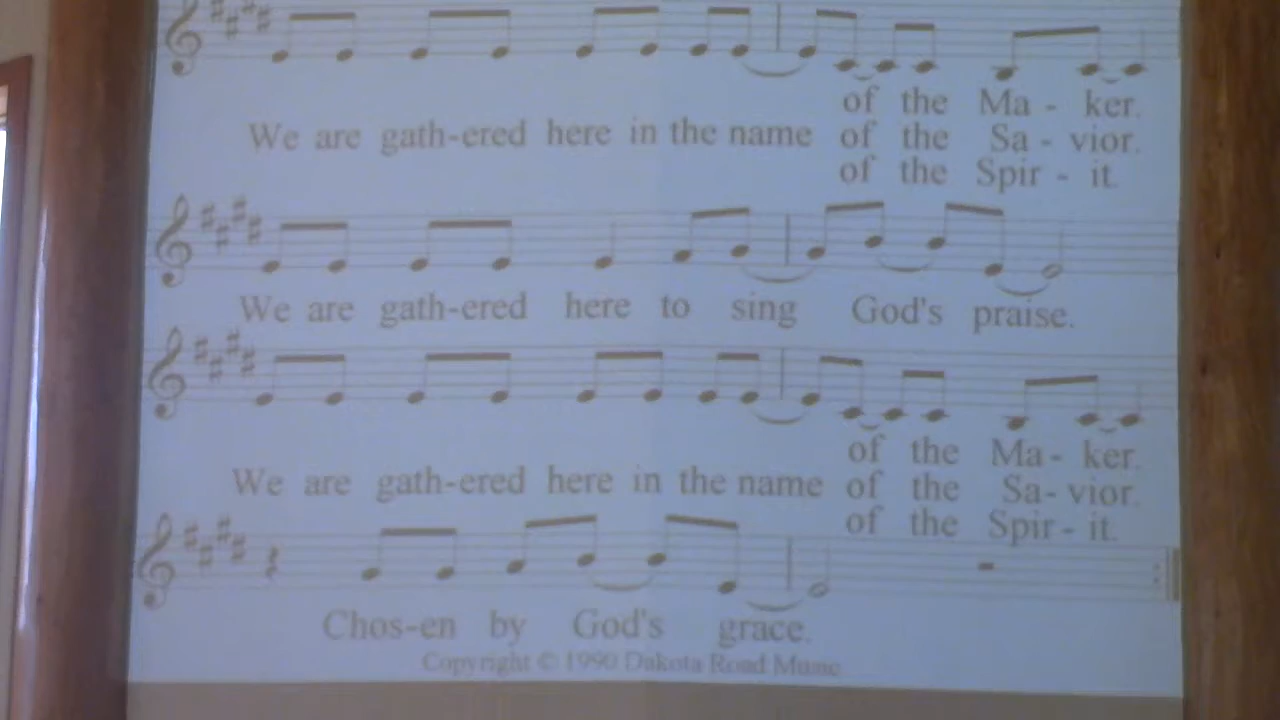 of the Ma - ker.
We are gath-ered here in the name of the Sa - vior.
of the Spir - it.
We are gath-ered here to sing God's praise.
of the Ma - ker.
We are gath-ered here in the name of the Sa - vior.
of the Spir - it.
Chos-en by God's grace.
Copyright © 1990 Dakota Road Music